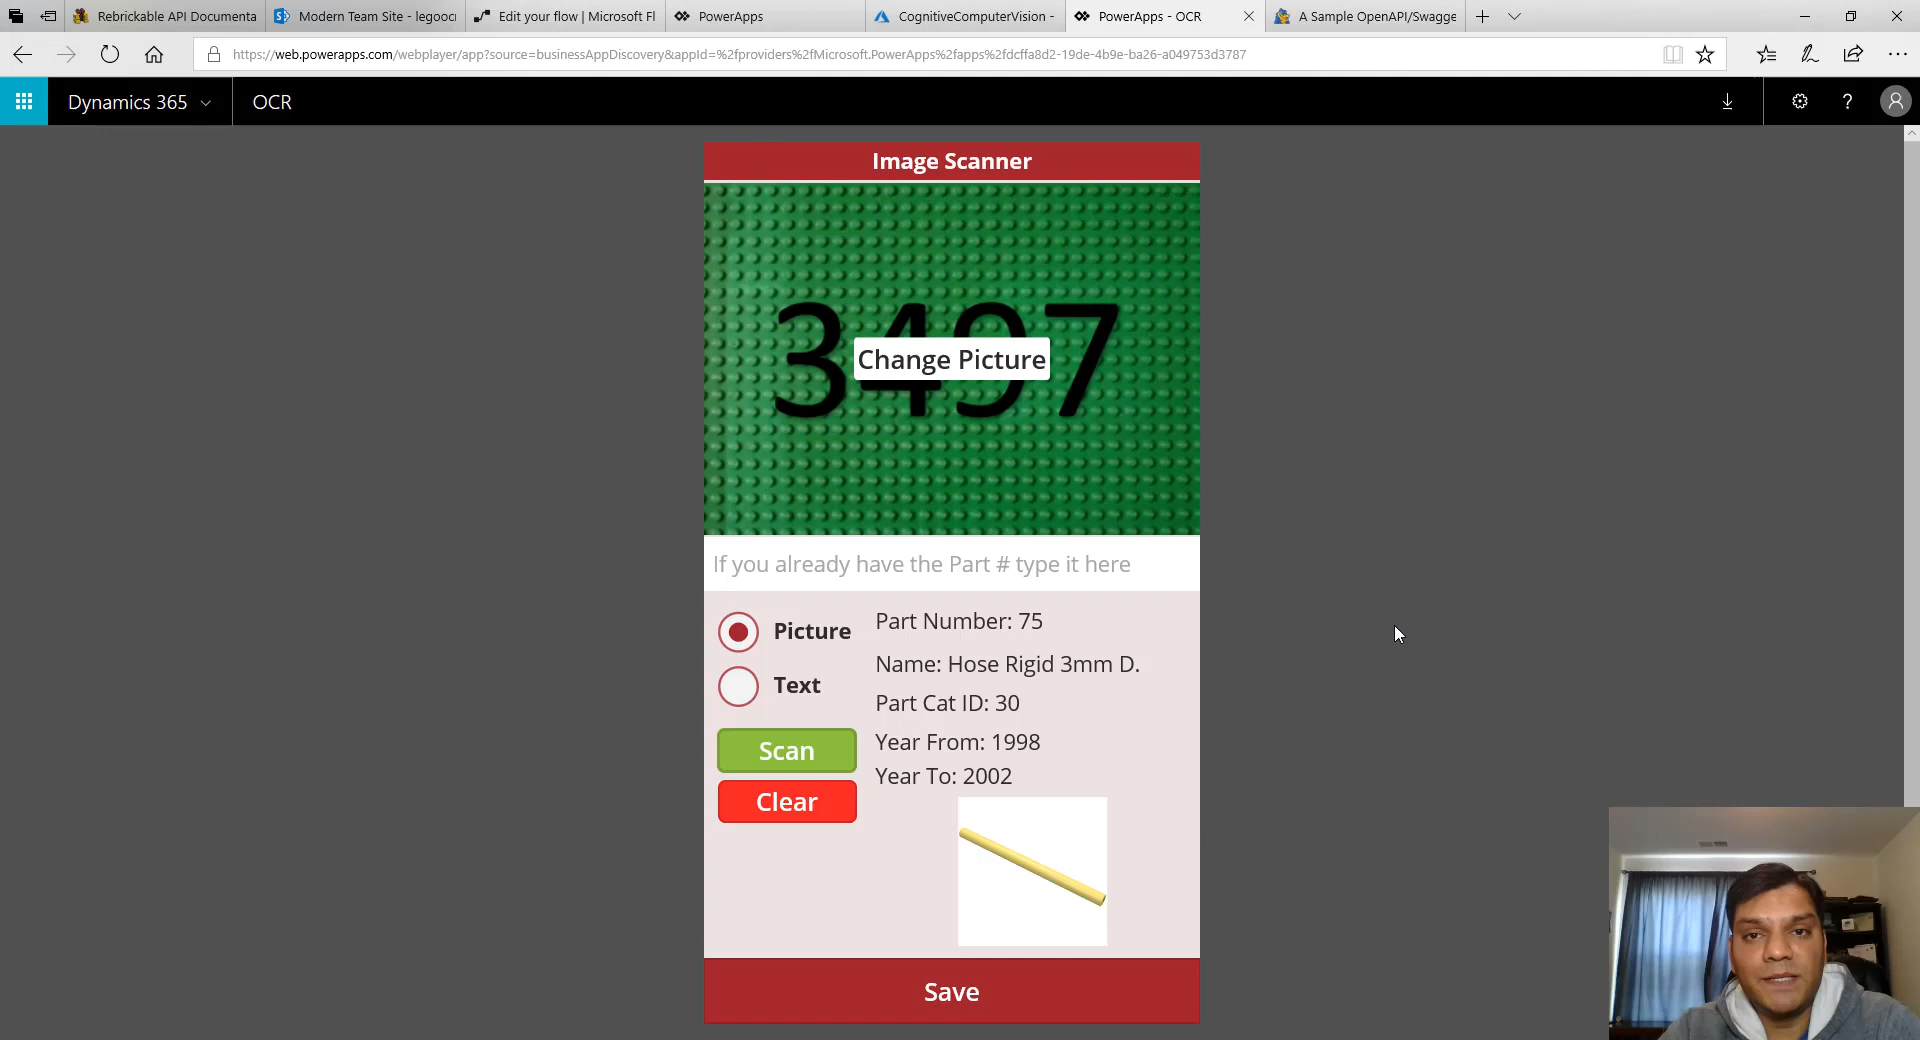 Rebrickable API Documenta
Modern Team Site - legoocr
Edit your flow | Microsoft Fl
PowerApps
CognitiveComputerVision -
PowerApps - OCR
A Sample OpenAPI/Swagge
https://web.powerapps.com/webplayer/app?source=businessAppDiscovery&appId=%2fproviders%2fMicrosoft.PowerApps%2fapps%2fdcffa8d2-19de-4b9e-ba26-a049753d3787
Dynamics 365
OCR
?
Image Scanner
3497
Change Picture
If you already have the Part # type it here
Picture
Text
Scan
Clear
Part Number: 75
Name: Hose Rigid 3mm D.
Part Cat ID: 30
Year From: 1998
Year To: 2002
Save